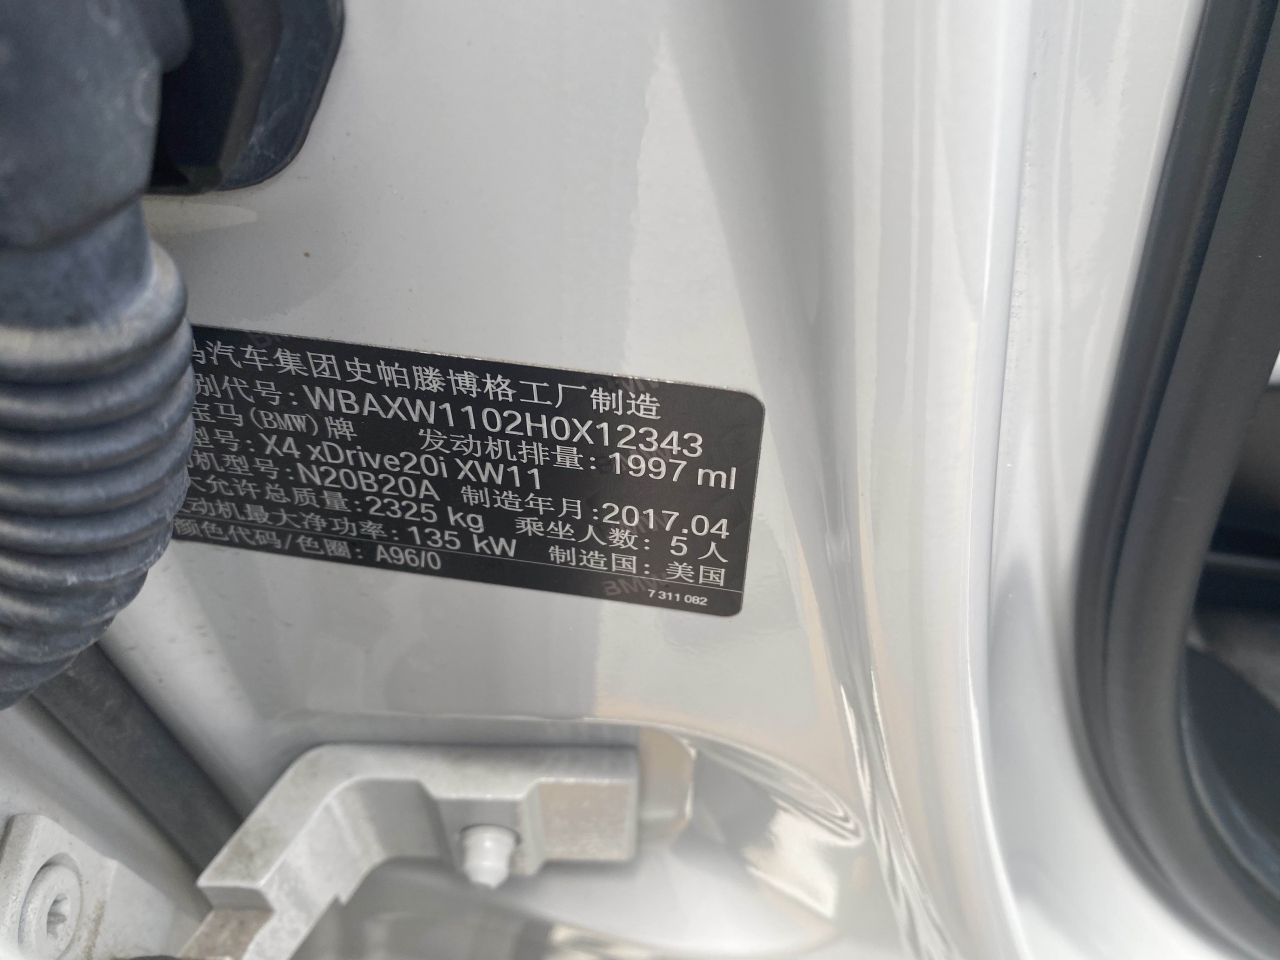 马汽车集团史帕滕博格工厂制造
别代号: WBAXW1102H0X12343
宝马(BMW)牌 发动机排量: 1997 ml
型号: X4 xDrive20i XW11
机型号: N20B20A 制造年月: 2017.04
允许总质量: 2325 kg 乘坐人数: 5 人
动机最大净功率: 135 kW 制造国: 美国
颜色代码/色圈: A96/0
7 311 082